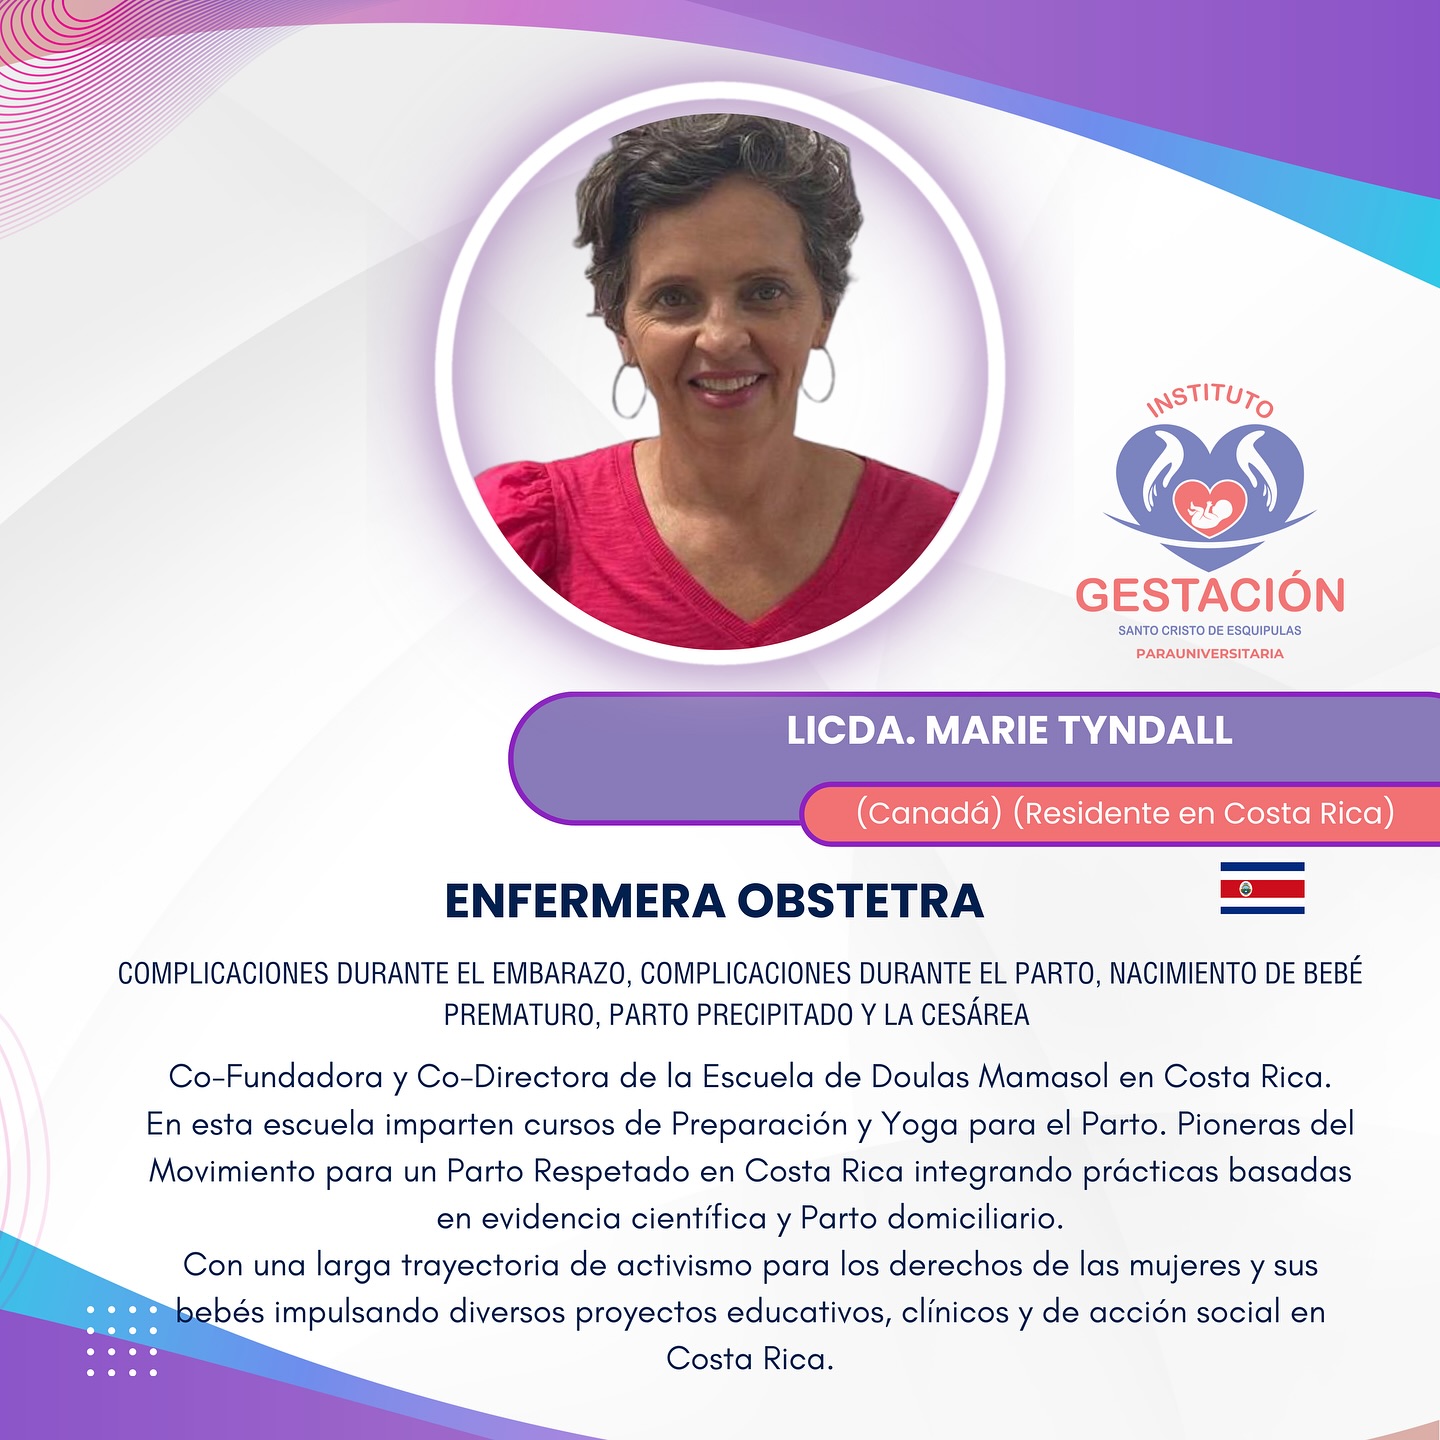 INSTITUTO
GESTACIÓN
SANTO CRISTO DE ESQUIPULAS
PARAUNIVERSITARIA
LICDA. MARIE TYNDALL
(Canadá) (Residente en Costa Rica)
ENFERMERA OBSTETRA
COMPLICACIONES DURANTE EL EMBARAZO, COMPLICACIONES DURANTE EL PARTO, NACIMIENTO DE BEBÉ
PREMATURO, PARTO PRECIPITADO Y LA CESÁREA
Co-Fundadora y Co-Directora de la Escuela de Doulas Mamasol en Costa Rica.
En esta escuela imparten cursos de Preparación y Yoga para el Parto. Pioneras del
Movimiento para un Parto Respetado en Costa Rica integrando prácticas basadas
en evidencia científica y Parto domiciliario.
Con una larga trayectoria de activismo para los derechos de las mujeres y sus
bebés impulsando diversos proyectos educativos, clínicos y de acción social en
Costa Rica.